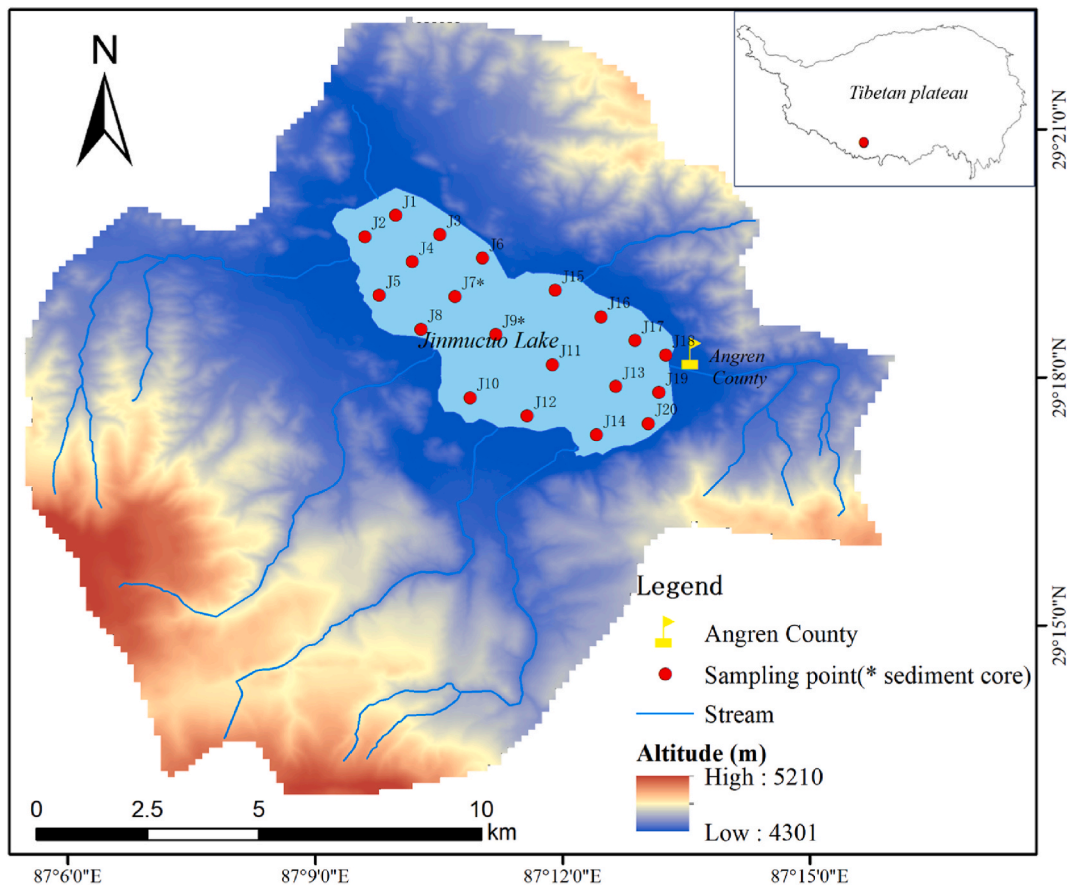 N
Tibetan plateau
29°21'0"N
J1
J2
J3
J4
J6
J5
J7*
J15
J16
J8
J9*
J17
Jinmucuo Lake
J18
Angren
County
J11
29°18'0"N
J13
J19
J10
J12
J20
J14
Legend
Angren County
29°15'0"N
Sampling point(* sediment core)
Stream
Altitude (m)
High : 5210
Low : 4301
0 2.5 5 10
km
87°6'0"E 87°9'0"E 87°12'0"E 87°15'0"E